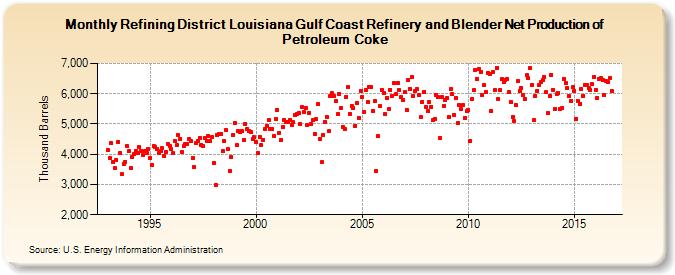 Monthly Refining District Louisiana Gulf Coast Refinery and Blender Net Production of
Petroleum Coke
Thousand Barrels
7,000
6,000
5,000
4,000
3,000
2,000
1995
2000
2005
2010
2015
Source: U.S. Energy Information Administration